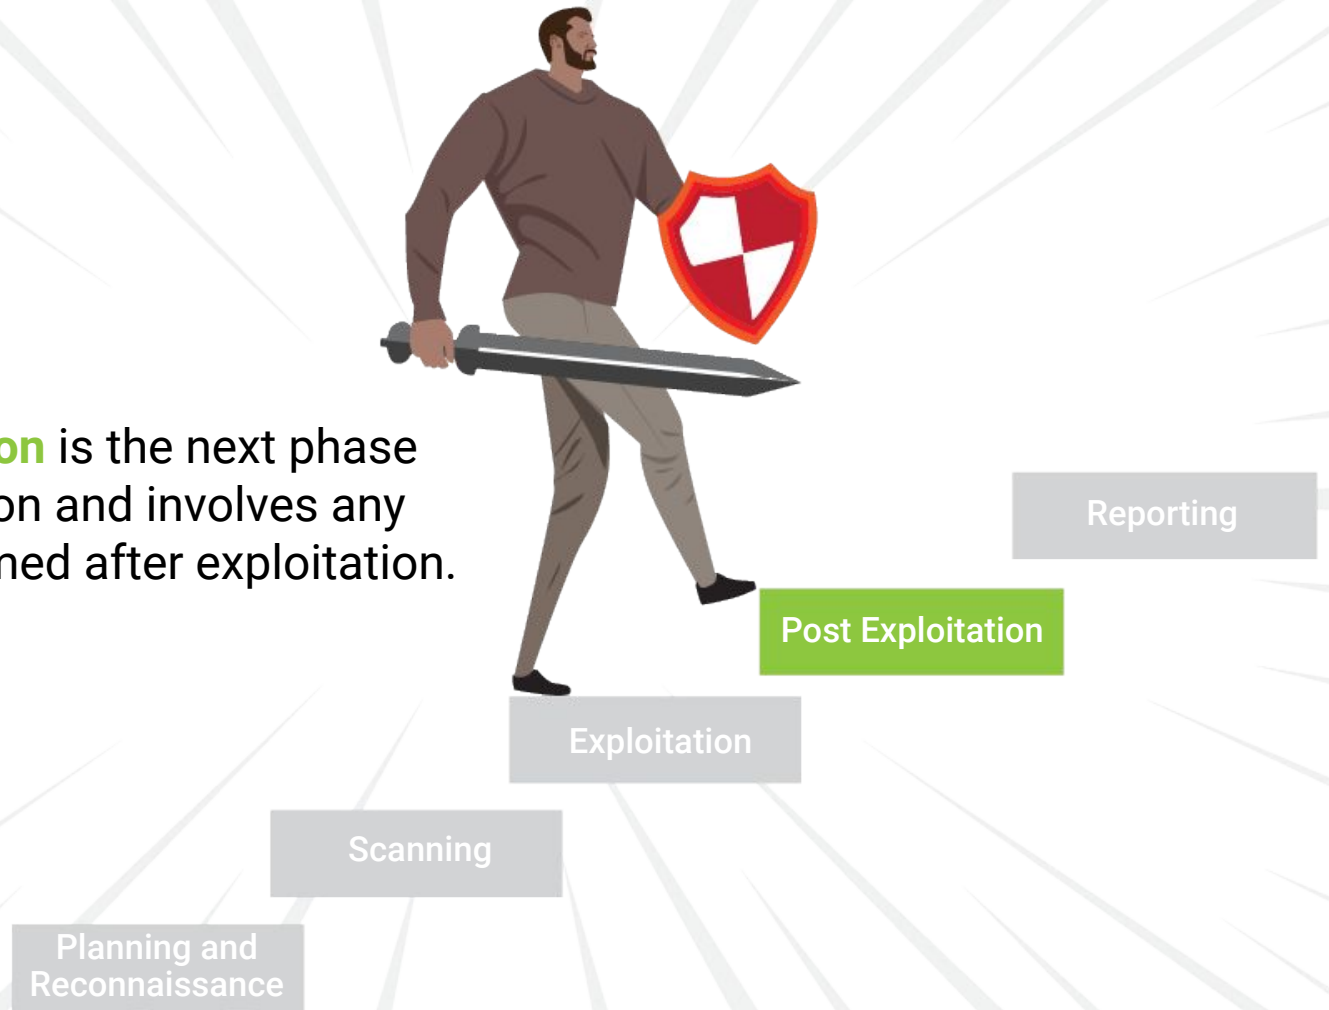 on is the next phase
on and involves any
ned after exploitation.
Reporting
Post Exploitation
Exploitation
Scanning
Planning and
Reconnaissance